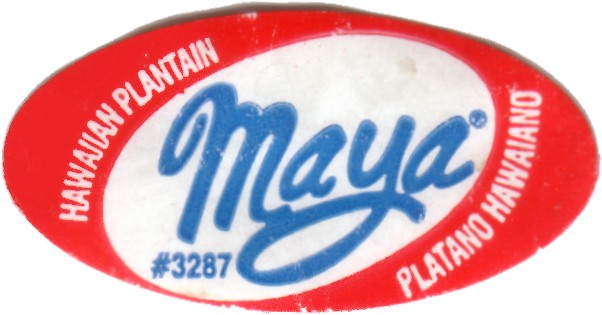 HAWAIIAN PLANTAIN
Maya®
#3287
PLATANO HAWAIANO